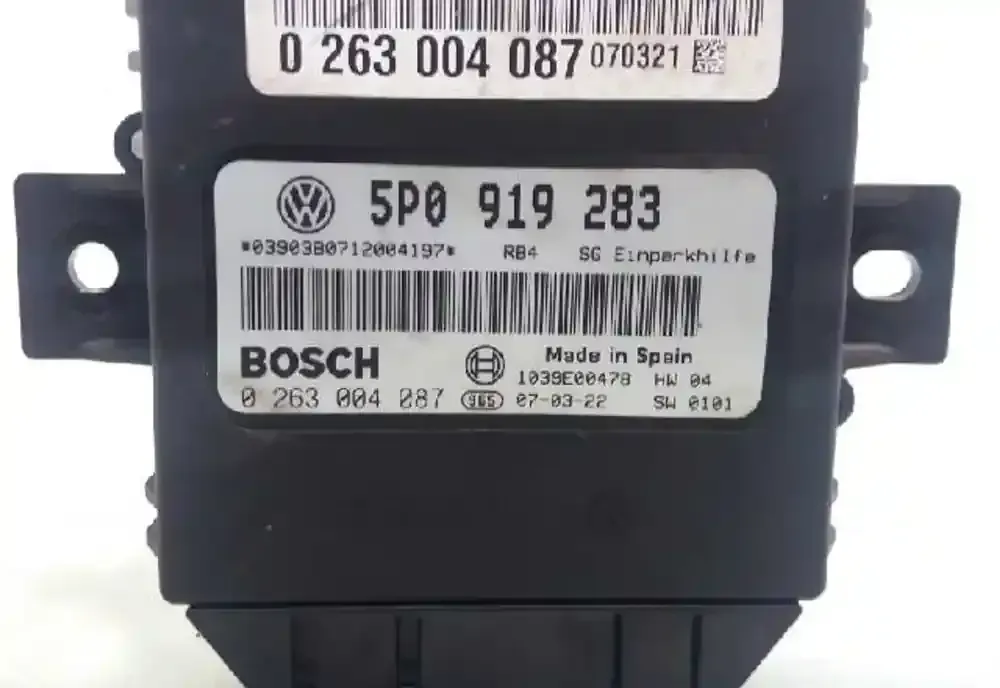 0 263 004 087 070321
5P0 919 283
*03903B0712004197* RB4 SG Einparkhilfe
BOSCH
Made in Spain
1039E00478 HW 04
0 263 004 087 965 07-03-22 SW 0101